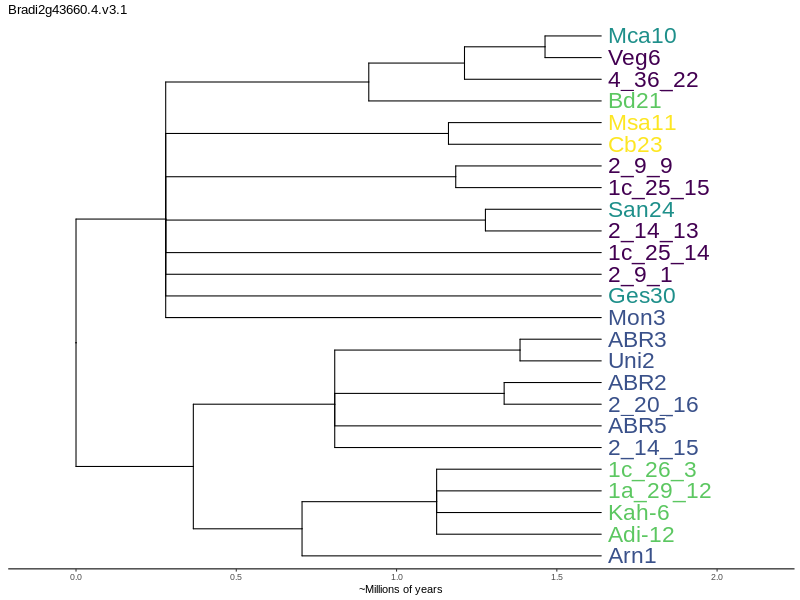 Bradi2g43660.4.v3.1
Mca10
Veg6
4_36_22
Bd21
Msa11
Cb23
2_9_9
1c_25_15
San24
2_14_13
1c_25_14
2_9_1
Ges30
Mon3
ABR3
Uni2
ABR2
2_20_16
ABR5
2_14_15
1c_26_3
1a_29_12
Kah-6
Adi-12
Arn1
0.0 0.5 1.0 1.5 2.0
~Millions of years